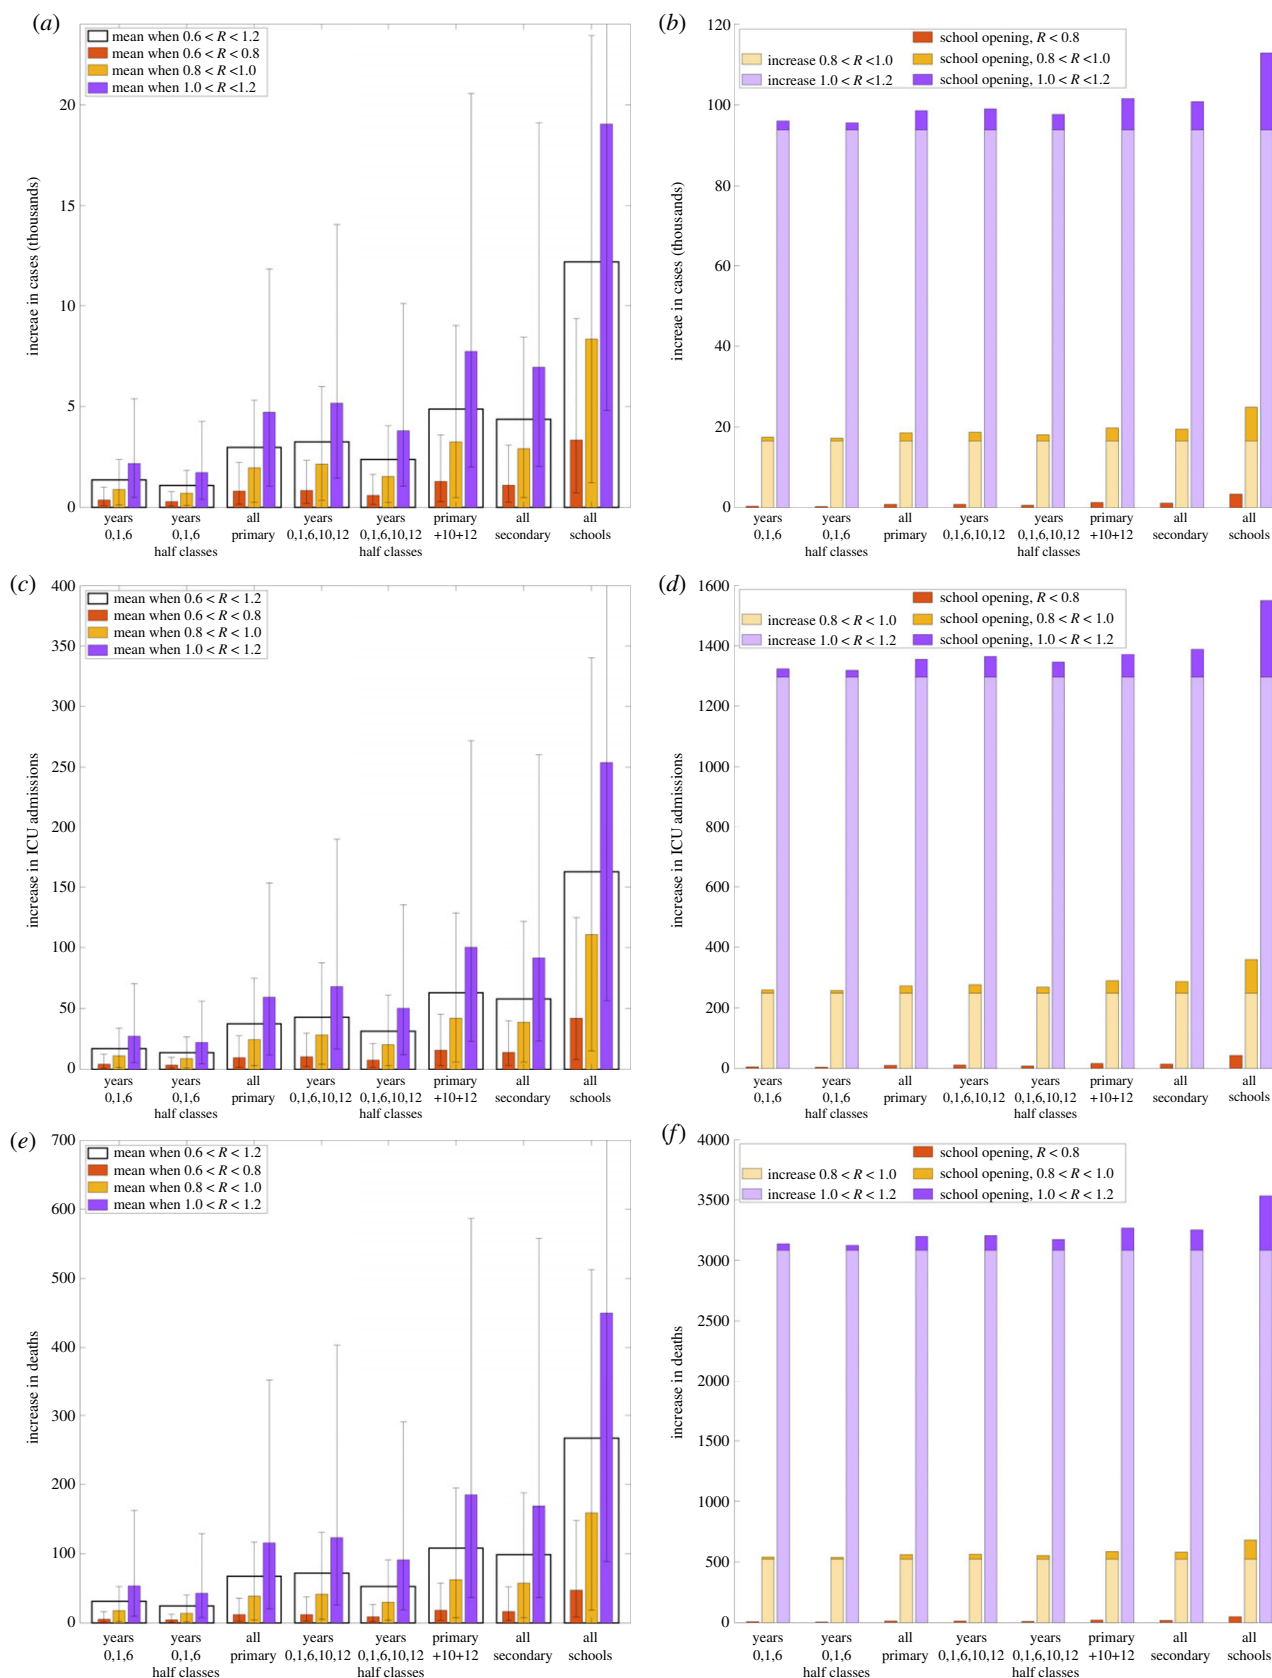 (a)
mean when 0.6 < R < 1.2
mean when 0.6 < R < 0.8
mean when 0.8 < R < 1.0
mean when 1.0 < R < 1.2
increae in cases (thousands)
20
15
10
5
0
years 0,1,6
years 0,1,6 half classes
all primary
years 0,1,6,10,12
years 0,1,6,10,12 half classes
primary +10+12
all secondary
all schools
(b)
increase 0.8 < R <1.0
increase 1.0 < R <1.2
school opening, R < 0.8
school opening, 0.8 < R <1.0
school opening, 1.0 < R <1.2
increae in cases (thousands)
120
100
80
60
40
20
0
years 0,1,6
years 0,1,6 half classes
all primary
years 0,1,6,10,12
years 0,1,6,10,12 half classes
primary +10+12
all secondary
all schools
(c)
mean when 0.6 < R < 1.2
mean when 0.6 < R < 0.8
mean when 0.8 < R < 1.0
mean when 1.0 < R < 1.2
increase in ICU admissions
400
350
300
250
200
150
100
50
0
years 0,1,6
years 0,1,6 half classes
all primary
years 0,1,6,10,12
years 0,1,6,10,12 half classes
primary +10+12
all secondary
all schools
(d)
increase 0.8 < R < 1.0
increase 1.0 < R < 1.2
school opening, R < 0.8
school opening, 0.8 < R < 1.0
school opening, 1.0 < R < 1.2
increase in ICU admissions
1600
1400
1200
1000
800
600
400
200
0
years 0,1,6
years 0,1,6 half classes
all primary
years 0,1,6,10,12
years 0,1,6,10,12 half classes
primary +10+12
all secondary
all schools
(e)
mean when 0.6 < R < 1.2
mean when 0.6 < R < 0.8
mean when 0.8 < R < 1.0
mean when 1.0 < R < 1.2
increase in deaths
700
600
500
400
300
200
100
0
years 0,1,6
years 0,1,6 half classes
all primary
years 0,1,6,10,12
years 0,1,6,10,12 half classes
primary +10+12
all secondary
all schools
(f)
increase 0.8 < R < 1.0
increase 1.0 < R < 1.2
school opening, R < 0.8
school opening, 0.8 < R < 1.0
school opening, 1.0 < R < 1.2
increase in deaths
4000
3500
3000
2500
2000
1500
1000
500
0
years 0,1,6
years 0,1,6 half classes
all primary
years 0,1,6,10,12
years 0,1,6,10,12 half classes
primary +10+12
all secondary
all schools